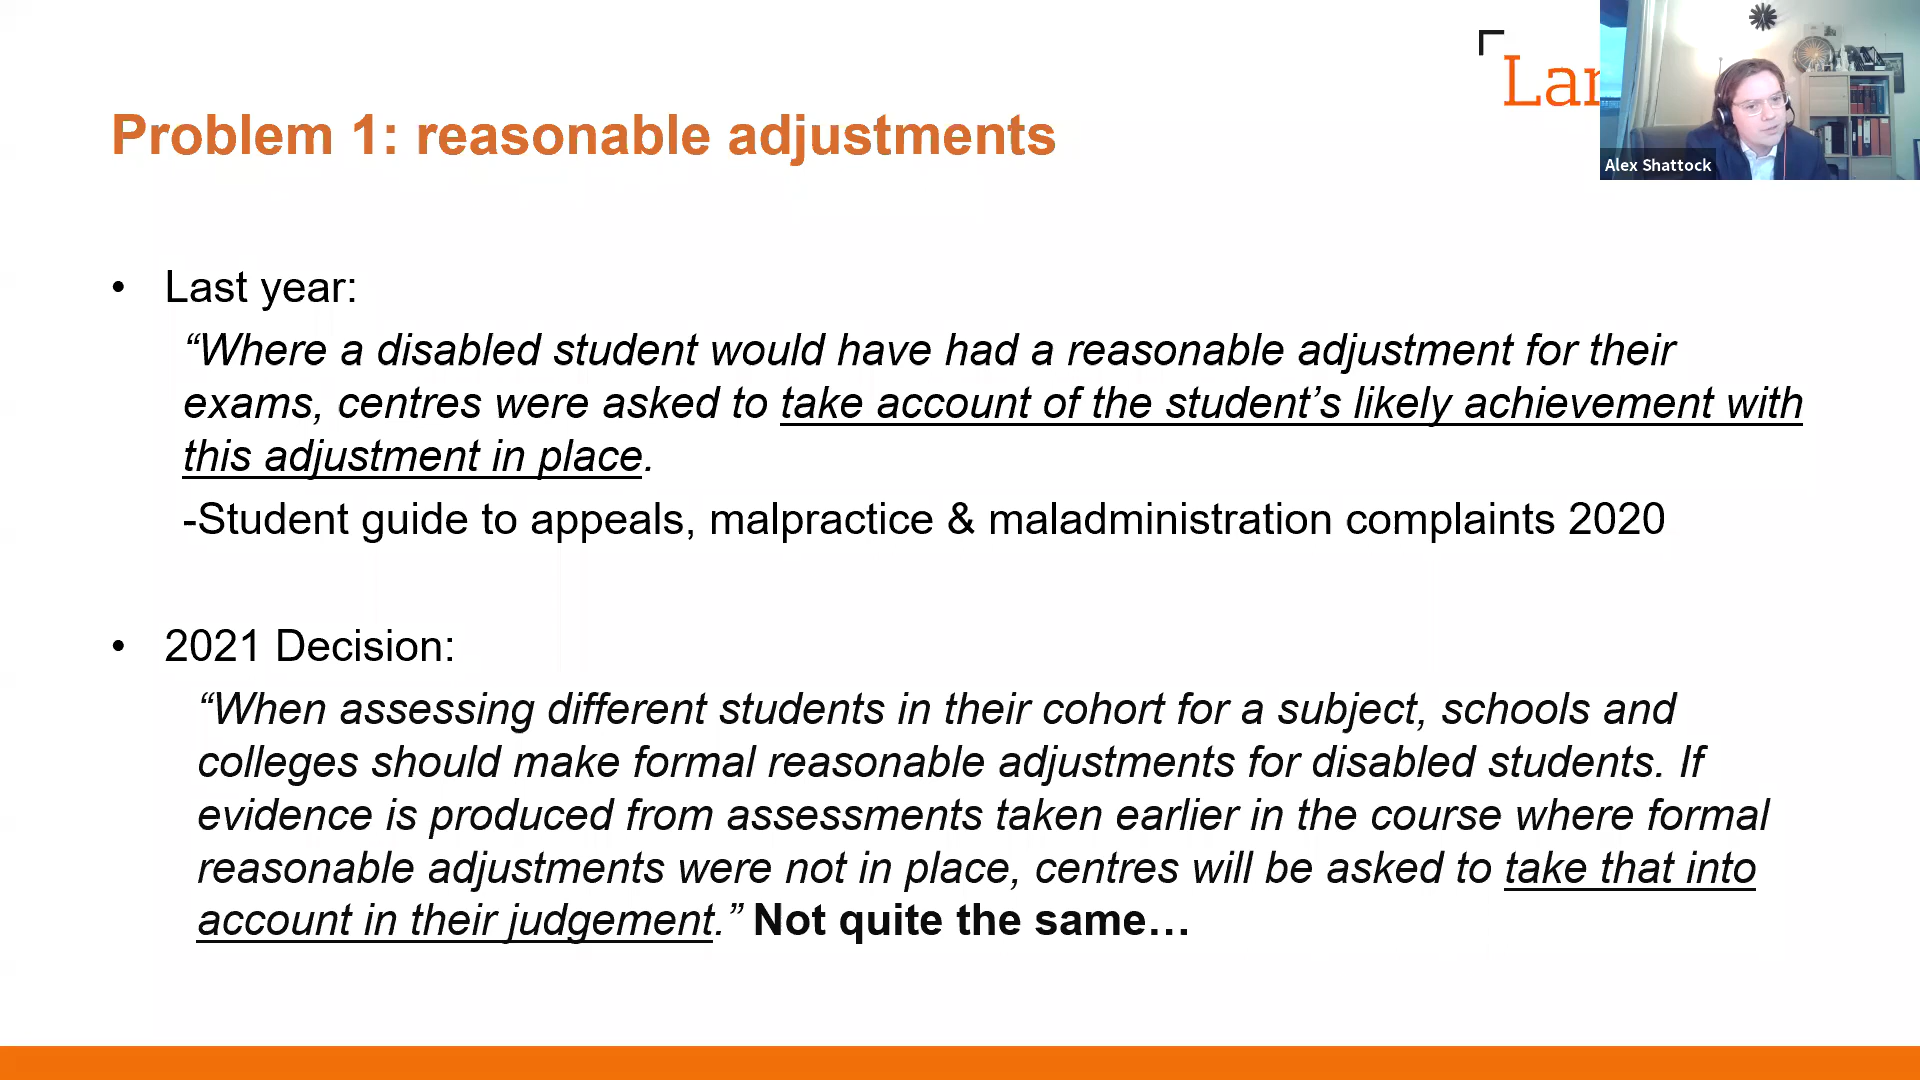 Lan
Alex Shattock
Problem 1: reasonable adjustments
• Last year:
“Where a disabled student would have had a reasonable adjustment for their
exams, centres were asked to take account of the student’s likely achievement with
this adjustment in place.
-Student guide to appeals, malpractice & maladministration complaints 2020
• 2021 Decision:
“When assessing different students in their cohort for a subject, schools and
colleges should make formal reasonable adjustments for disabled students. If
evidence is produced from assessments taken earlier in the course where formal
reasonable adjustments were not in place, centres will be asked to take that into
account in their judgement.” Not quite the same…